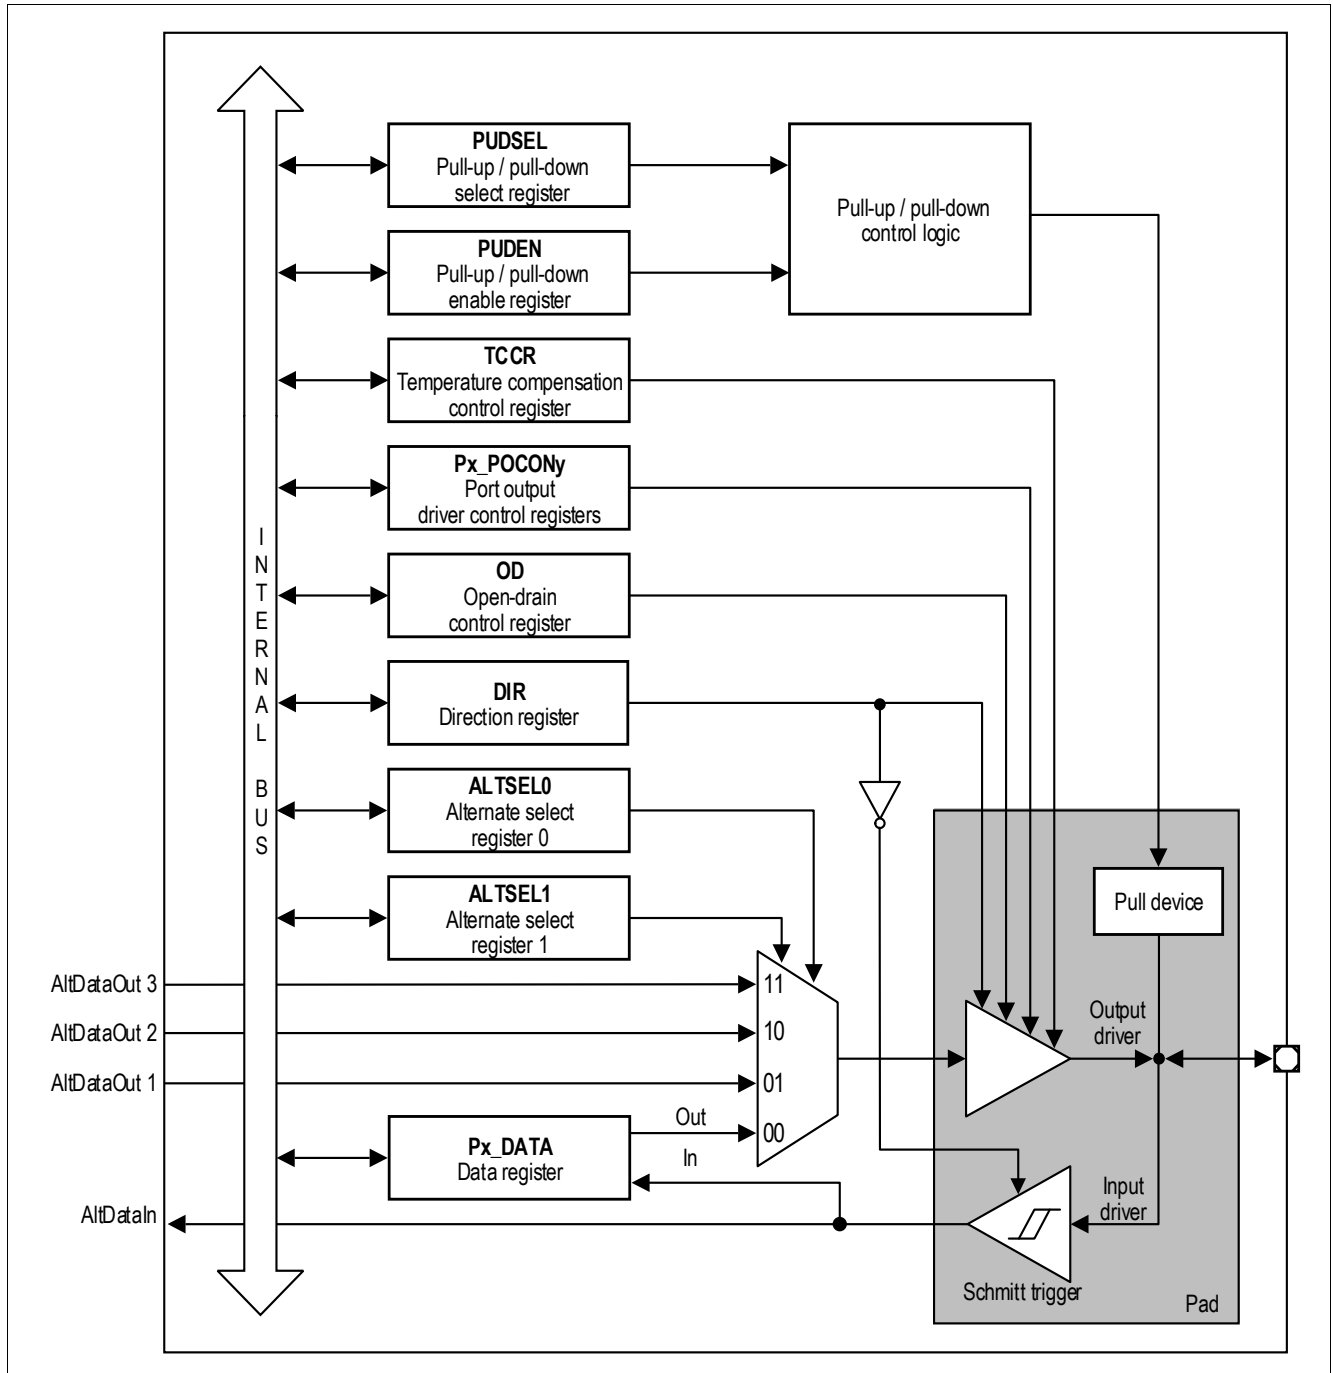 PUDSEL
Pull-up / pull-down
select register
Pull-up / pull-down
control logic
PUDEN
Pull-up / pull-down
enable register
TCCR
Temperature compensation
control register
Px_POCONy
Port output
driver control registers
OD
Open-drain
control register
DIR
Direction register
INTERNAL BUS
ALTSEL0
Alternate select
register 0
ALTSEL1
Alternate select
register 1
Pull device
AltDataOut 3
11
AltDataOut 2
10
AltDataOut 1
01
Output
driver
Out
00
Px_DATA
Data register
In
AltDataIn
Input
driver
Schmitt trigger
Pad